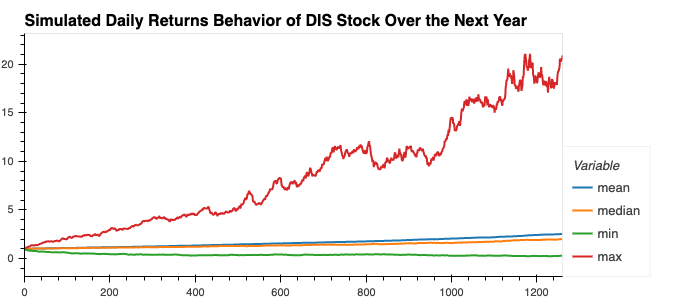 Simulated Daily Returns Behavior of DIS Stock Over the Next Year
20
15
10
5
0
0 200 400 600 800 1000 1200
Variable
mean
median
min
max